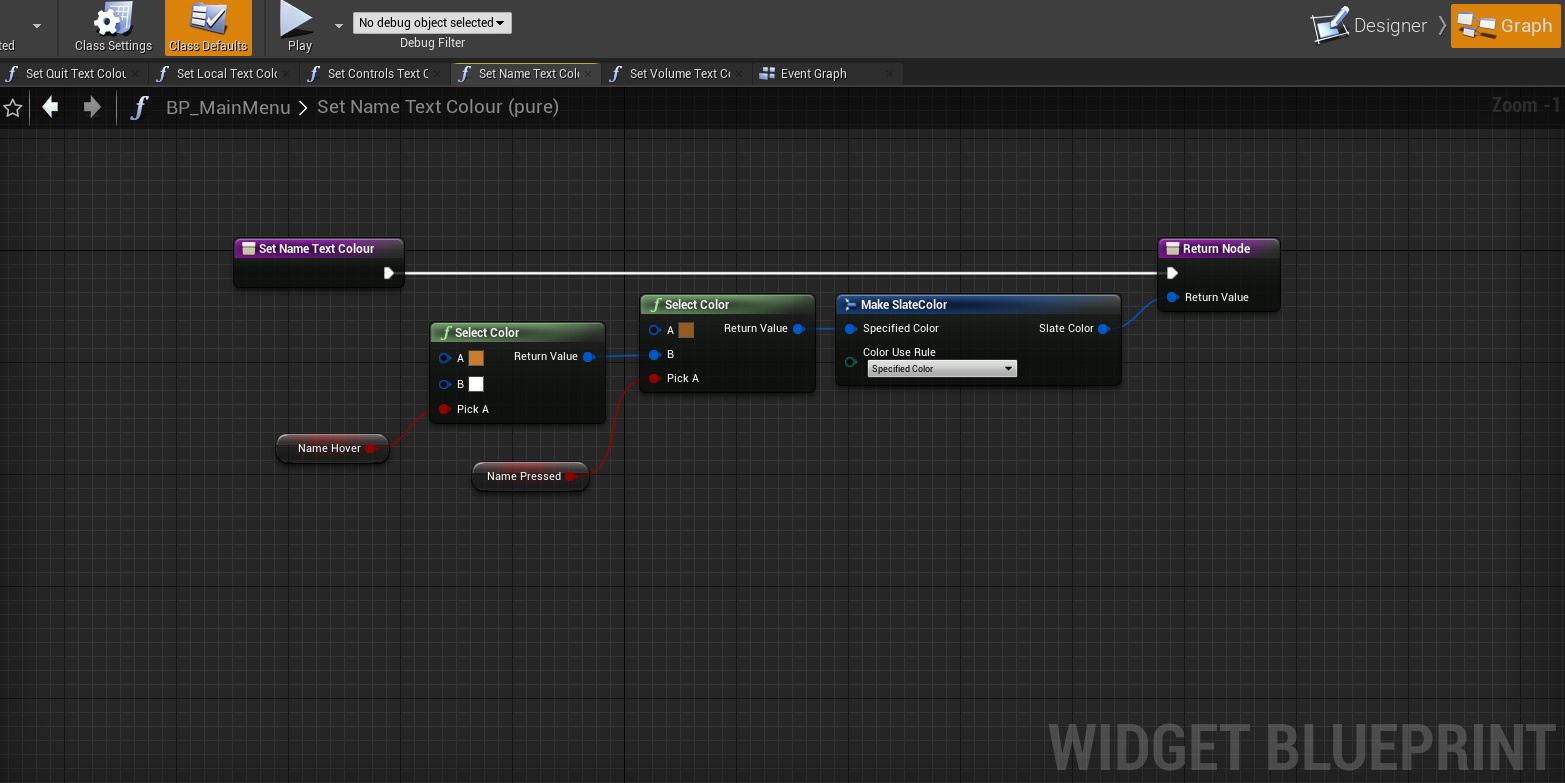 ted
Class Settings
Class Defaults
Play
No debug object selected
Debug Filter
Designer
Graph
Set Quit Text Colou
Set Local Text Colo
Set Controls Text C
Set Name Text Colo
Set Volume Text Co
Event Graph
BP_MainMenu > Set Name Text Colour (pure)
Zoom -1
Set Name Text Colour
Return Node
Return Value
Select Color
A
Return Value
B
Pick A
Make SlateColor
Specified Color
Slate Color
Color Use Rule
Specified Color
Select Color
A
Return Value
B
Pick A
Name Hover
Name Pressed
WIDGET BLUEPRINT